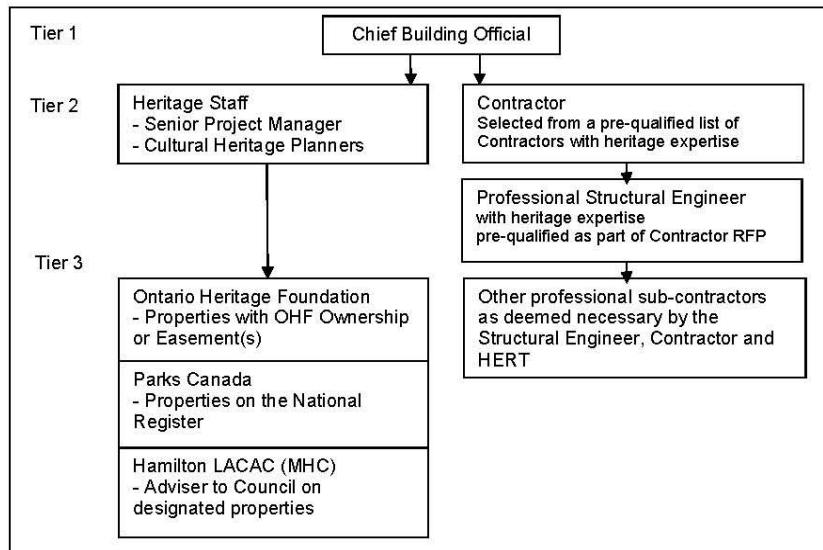 Tier 1
Chief Building Official
Tier 2
Heritage Staff
- Senior Project Manager
- Cultural Heritage Planners
Contractor
Selected from a pre-qualified list of
Contractors with heritage expertise
Professional Structural Engineer
with heritage expertise
pre-qualified as part of Contractor RFP
Tier 3
Ontario Heritage Foundation
- Properties with OHF Ownership
or Easement(s)
Parks Canada
- Properties on the National
Register
Hamilton LACAC (MHC)
- Adviser to Council on
designated properties
Other professional sub-contractors
as deemed necessary by the
Structural Engineer, Contractor and
HERT